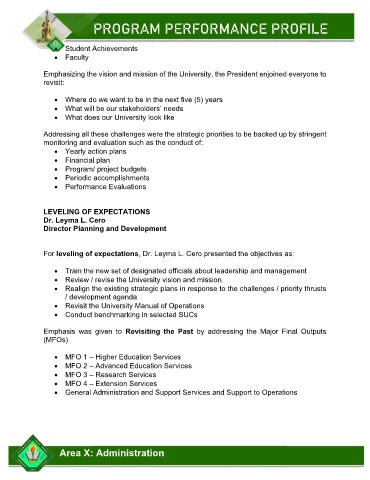 PROGRAM PERFORMANCE PROFILE
Student Achievements
• Faculty
Emphasizing the vision and mission of the University, the President enjoined everyone to
revisit:
• Where do we want to be in the next five (5) years
• What will be our stakeholders' needs
• What does our University look like
Addressing all these challenges were the strategic priorities to be backed up by stringent
monitoring and evaluation such as the conduct of:
• Yearly action plans
• Financial plan
• Program/ project budgets
• Periodic accomplishments
• Performance Evaluations
LEVELING OF EXPECTATIONS
Dr. Leyma L. Cero
Director Planning and Development
For leveling of expectations, Dr. Leyma L. Cero presented the objectives as:
• Train the new set of designated officials about leadership and management
• Review / revise the University vision and mission
• Realign the existing strategic plans in response to the challenges / priority thrusts
/ development agenda
• Revisit the University Manual of Operations
• Conduct benchmarking in selected SUCs
Emphasis was given to Revisiting the Past by addressing the Major Final Outputs
(MFOs)
• MFO 1 – Higher Education Services
• MFO 2 – Advanced Education Services
• MFO 3 – Research Services
• MFO 4 – Extension Services
• General Administration and Support Services and Support to Operations
Area X: Administration